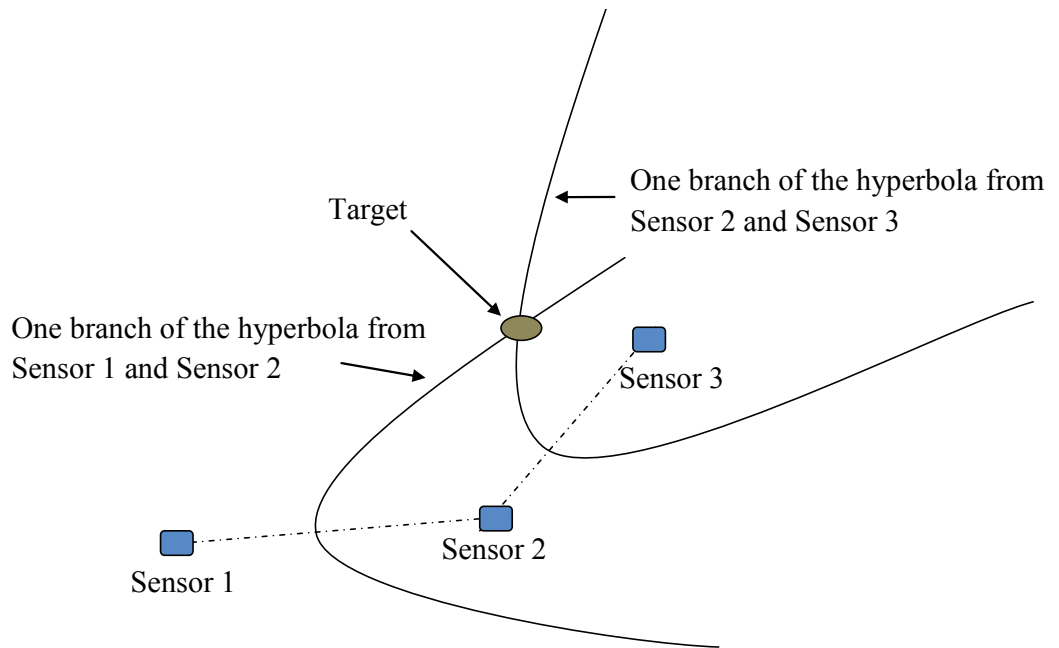 One branch of the hyperbola from
Sensor 2 and Sensor 3
Target
One branch of the hyperbola from
Sensor 1 and Sensor 2
Sensor 3
Sensor 2
Sensor 1